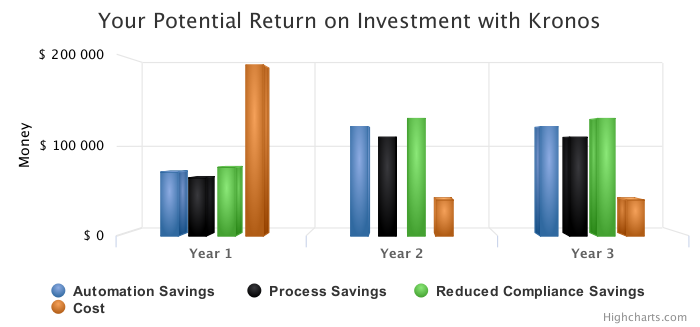 Your Potential Return on Investment with Kronos
$ 200 000
$ 100 000
$ 0
Money
Year 1 Year 2 Year 3
Automation Savings Process Savings Reduced Compliance Savings
Cost
Highcharts.com